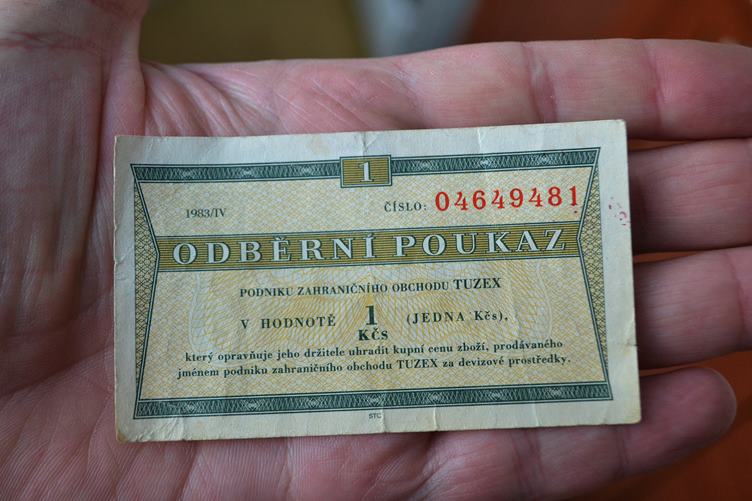 1
1983/IV ČÍSLO: 04649481
ODBĚRNÍ POUKAZ
PODNIKU ZAHRANIČNÍHO OBCHODU TUZEX
V HODNOTĚ 1 (JEDNA Kčs),
KČS
který opravňuje jeho držitele uhradit kupní cenu zboží, prodávaného
jménem podniku zahraničního obchodu TUZEX za devizové prostředky.
STC